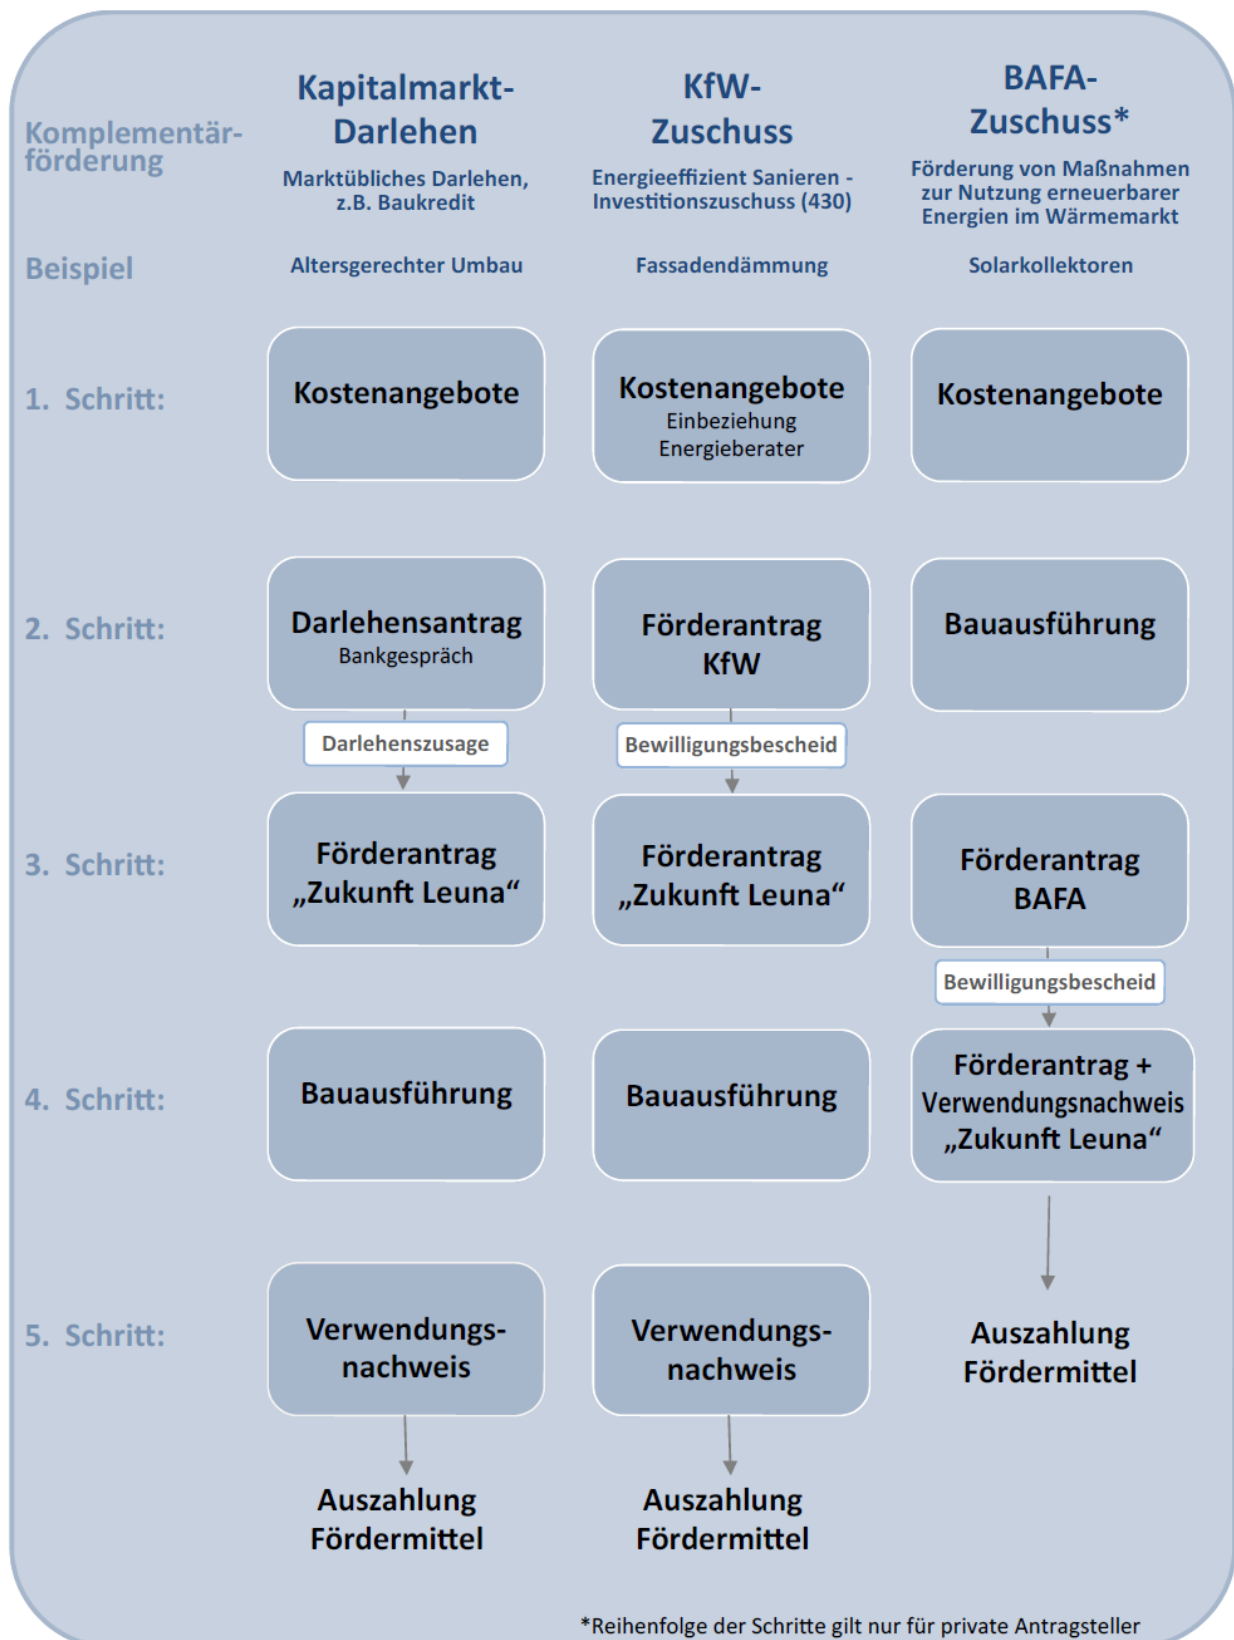 Komplementär-
förderung
Kapitalmarkt-
Darlehen
Marktübliches Darlehen,
z.B. Baukredit
KfW-
Zuschuss
Energieeffizient Sanieren -
Investitionszuschuss (430)
BAFA-
Zuschuss*
Förderung von Maßnahmen
zur Nutzung erneuerbarer
Energien im Wärmemarkt
Beispiel
Altersgerechter Umbau
Fassadendämmung
Solarkollektoren
1. Schritt:
Kostenangebote
Kostenangebote
Einbeziehung
Energieberater
Kostenangebote
2. Schritt:
Darlehensantrag
Bankgespräch
Förderantrag
KfW
Bauausführung
Darlehenszusage
Bewilligungsbescheid
3. Schritt:
Förderantrag
„Zukunft Leuna“
Förderantrag
„Zukunft Leuna“
Förderantrag
BAFA
Bewilligungsbescheid
4. Schritt:
Bauausführung
Bauausführung
Förderantrag +
Verwendungsnachweis
„Zukunft Leuna“
5. Schritt:
Verwendungs-
nachweis
Verwendungs-
nachweis
Auszahlung
Fördermittel
Auszahlung
Fördermittel
Auszahlung
Fördermittel
*Reihenfolge der Schritte gilt nur für private Antragsteller